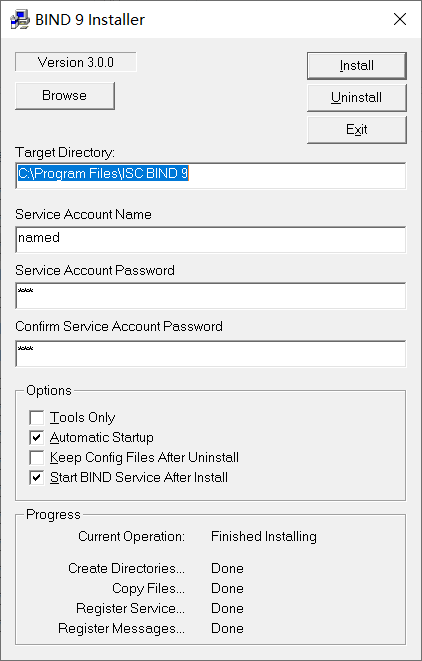 BIND 9 Installer
Version 3.0.0
Install
Browse
Uninstall
Exit
Target Directory:
C:\Program Files\ISC BIND 9
Service Account Name
named
Service Account Password
***
Confirm Service Account Password
***
Options
Tools Only
Automatic Startup
Keep Config Files After Uninstall
Start BIND Service After Install
Progress
Current Operation: Finished Installing
Create Directories... Done
Copy Files... Done
Register Service... Done
Register Messages... Done